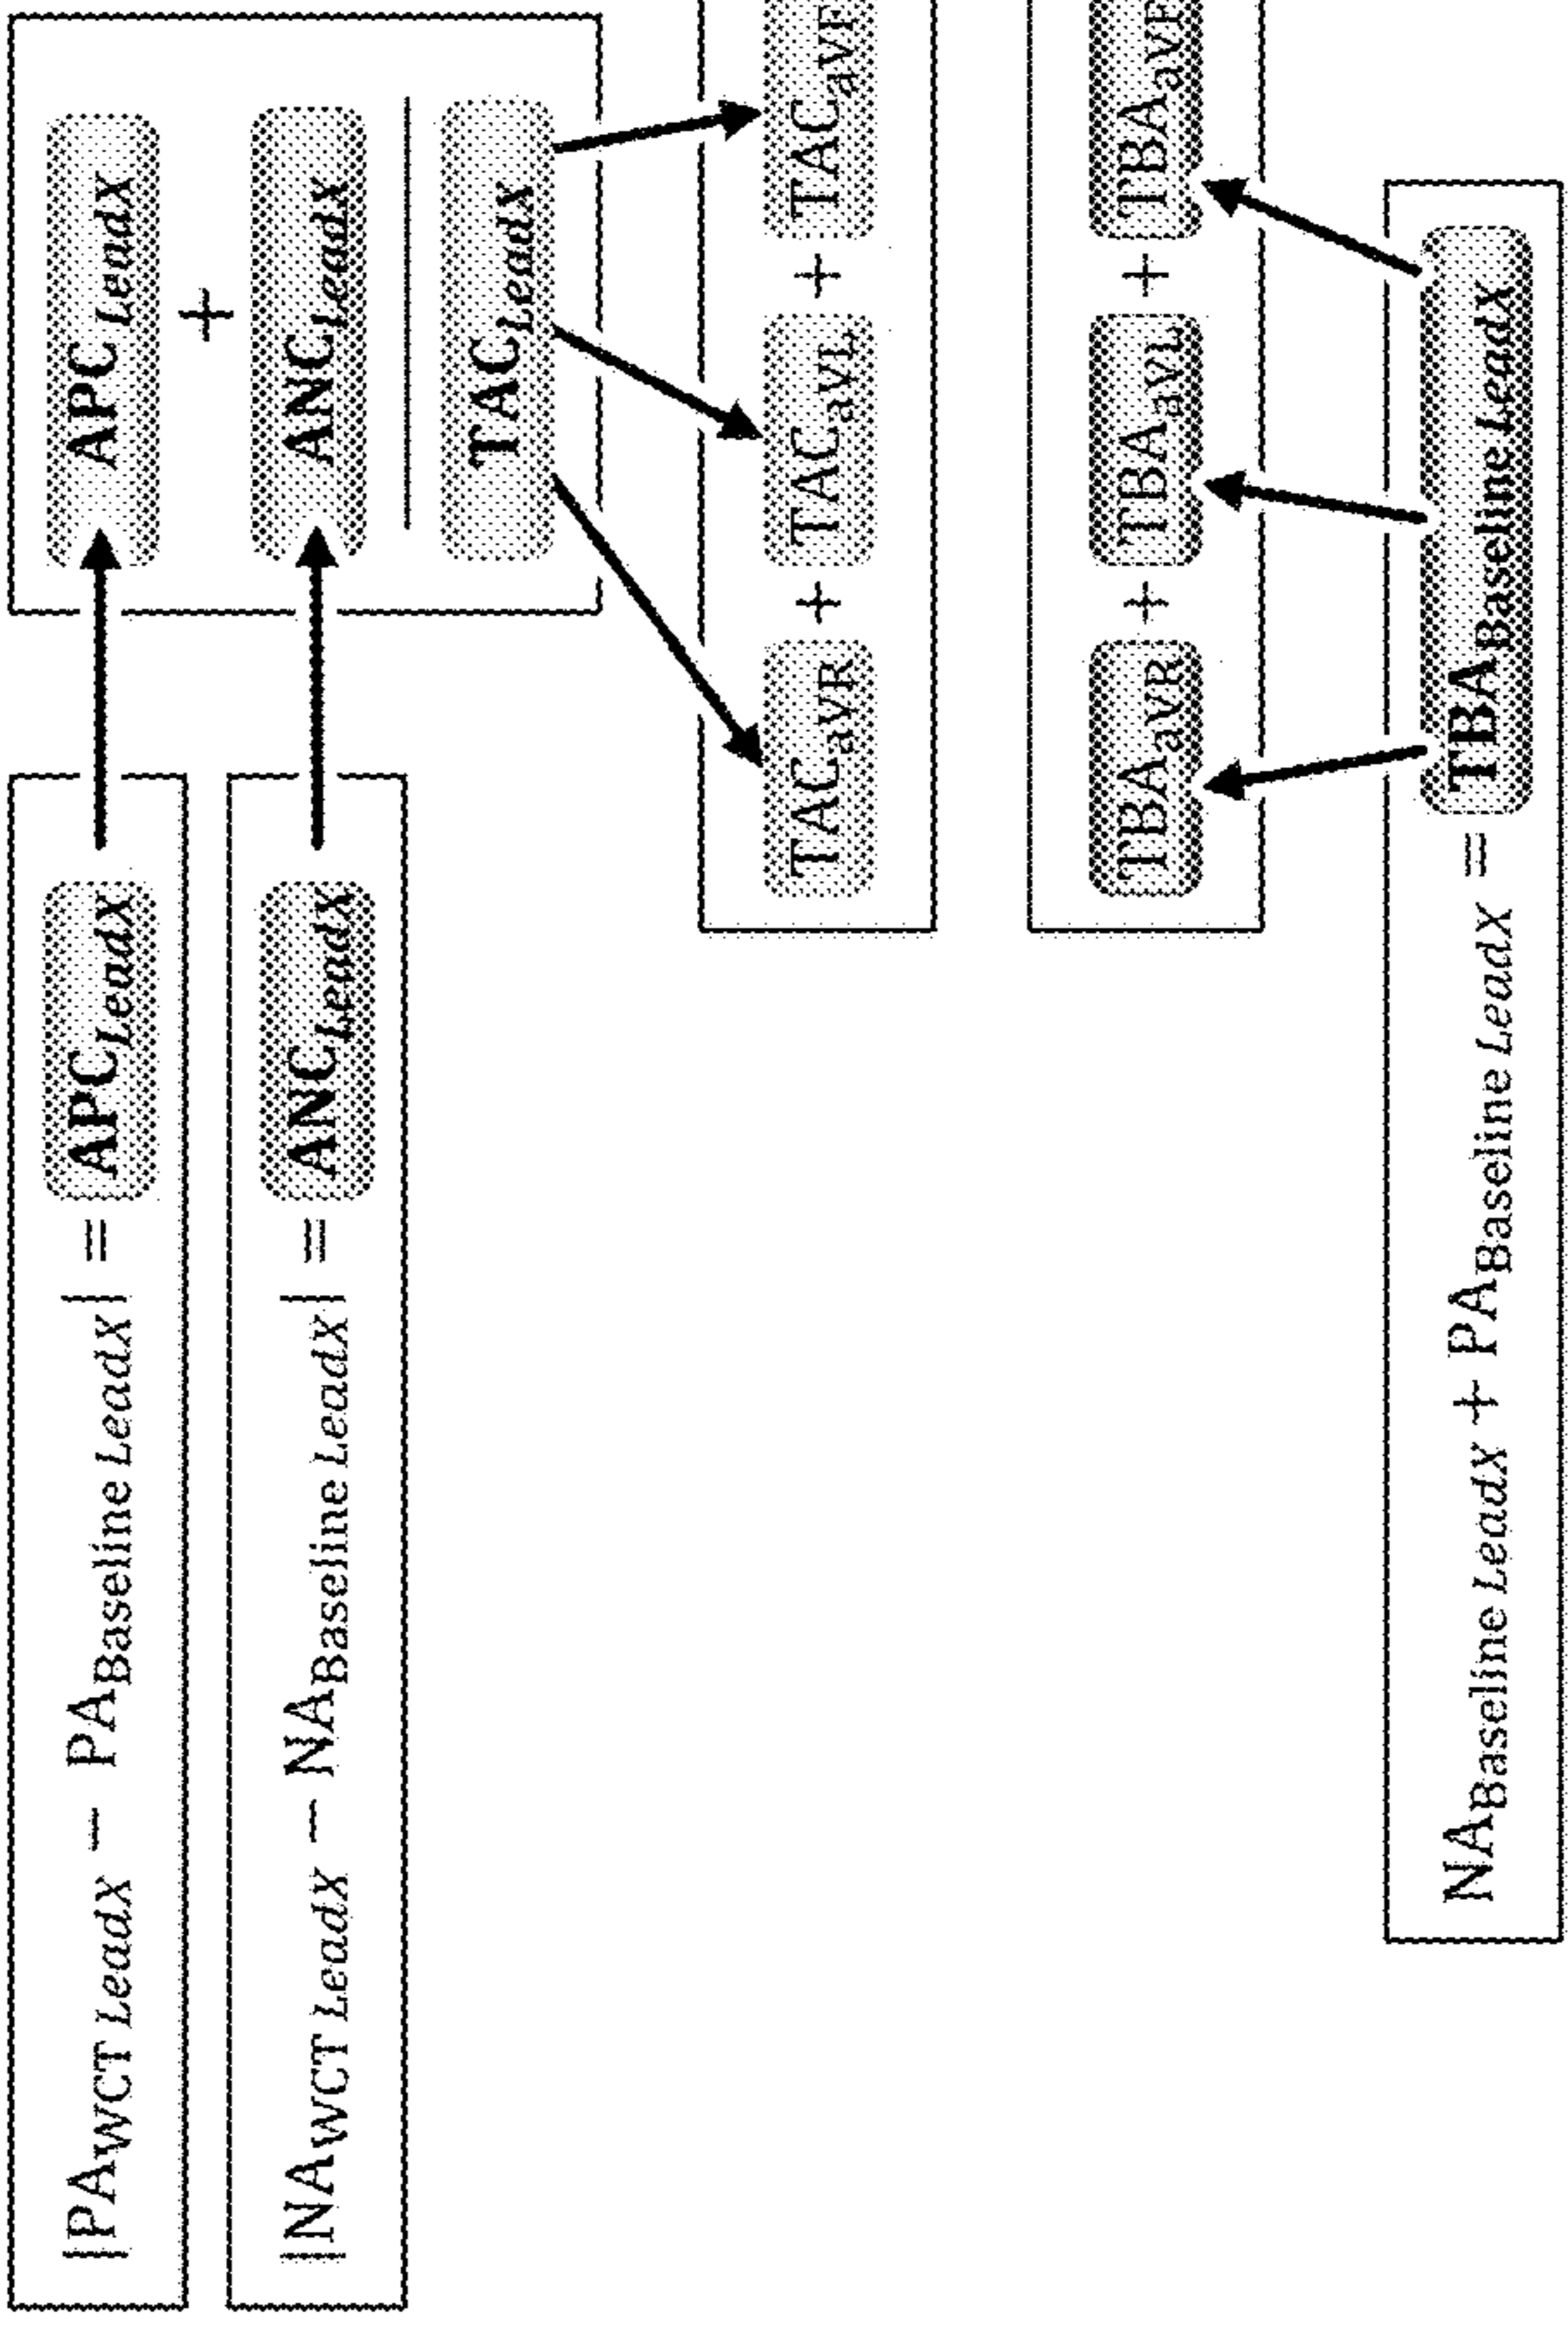 |PA_WCT LeadX − PA_Baseline LeadX| = APC_LeadX
|NA_WCT LeadX − NA_Baseline LeadX| = ANC_LeadX
APC_LeadX
+
ANC_LeadX
TAC_LeadX
TAC_aVR + TAC_aVL + TAC_aVF
TBA_aVR + TBA_aVL + TBA_aVF
NA_Baseline LeadX + PA_Baseline LeadX = TBA_Baseline LeadX